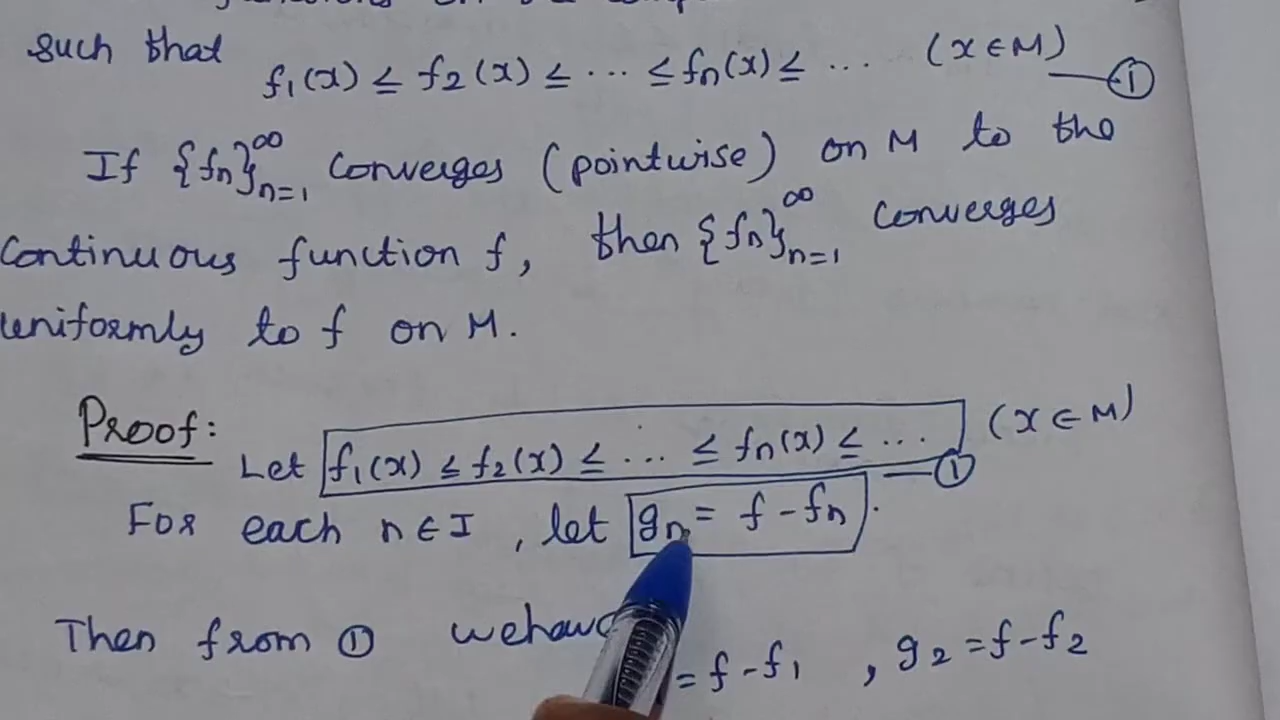 such that
f₁(x) ≤ f₂(x) ≤ ... ≤ fₙ(x) ≤ ... (x ∈ M) — ①
If {fₙ}ₙ₌₁^∞ converges (pointwise) on M to the
continuous function f, then {fₙ}ₙ₌₁^∞ converges
uniformly to f on M.
Proof: Let f₁(x) ≤ f₂(x) ≤ ... ≤ fₙ(x) ≤ ... (x ∈ M) — ①
For each n ∈ I, let gₙ = f - fₙ.
Then from ① we have
= f - f₁, g₂ = f - f₂